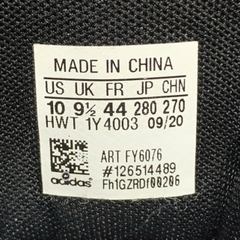 MADE IN CHINA
US UK FR JP CHN
10 9½ 44 280 270
HWT 1Y4003 09/20
ART FY6076
#126514489
adidas Fh1GZRDf00206